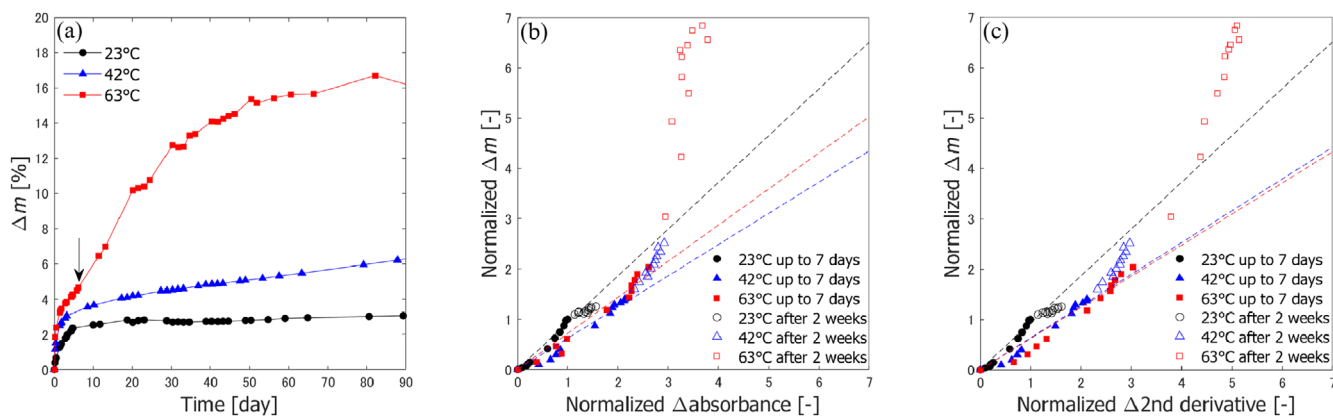 (a)
23°C
42°C
63°C
20
18
16
14
12
10
8
6
4
2
0
0
10
20
30
40
50
60
70
80
90
Δm [%]
Time [day]
(b)
7
6
5
4
3
2
1
0
0
1
2
3
4
5
6
7
Normalized Δm [-]
Normalized Δabsorbance [-]
23°C up to 7 days
42°C up to 7 days
63°C up to 7 days
23°C after 2 weeks
42°C after 2 weeks
63°C after 2 weeks
(c)
7
6
5
4
3
2
1
0
0
1
2
3
4
5
6
7
Normalized Δm [-]
Normalized Δ2nd derivative [-]
23°C up to 7 days
42°C up to 7 days
63°C up to 7 days
23°C after 2 weeks
42°C after 2 weeks
63°C after 2 weeks